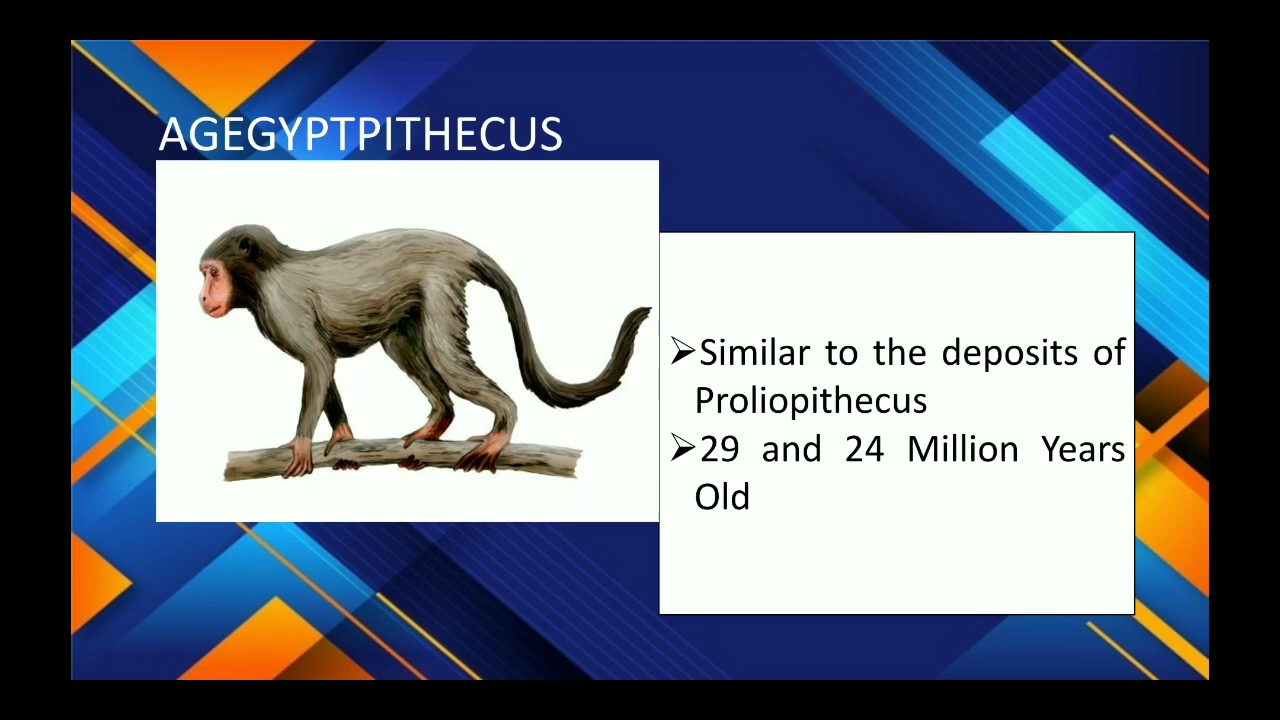 AGEGYPTPITHECUS
➢Similar to the deposits of
Proliopithecus
➢29 and 24 Million Years
Old